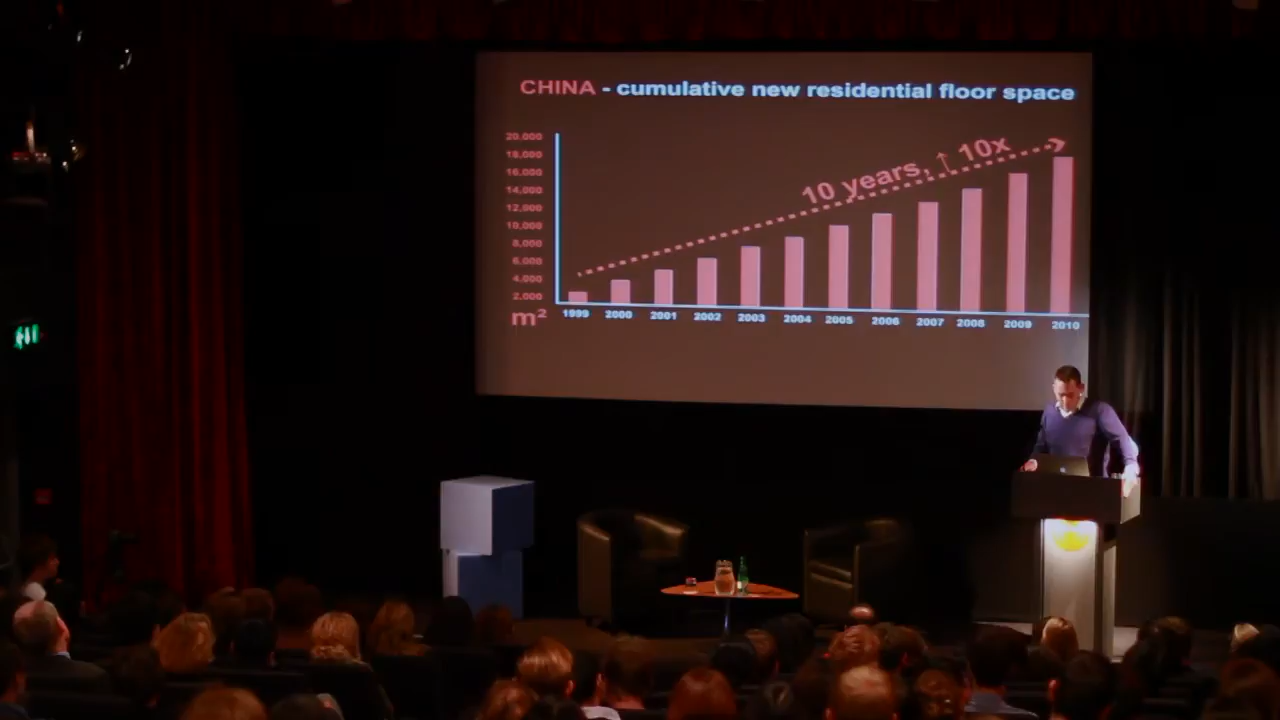 CHINA - cumulative new residential floor space
10 years, ↑ 10x
20,000
18,000
16,000
14,000
12,000
10,000
8,000
6,000
4,000
2,000
m²
1999 2000 2001 2002 2003 2004 2005 2006 2007 2008 2009 2010